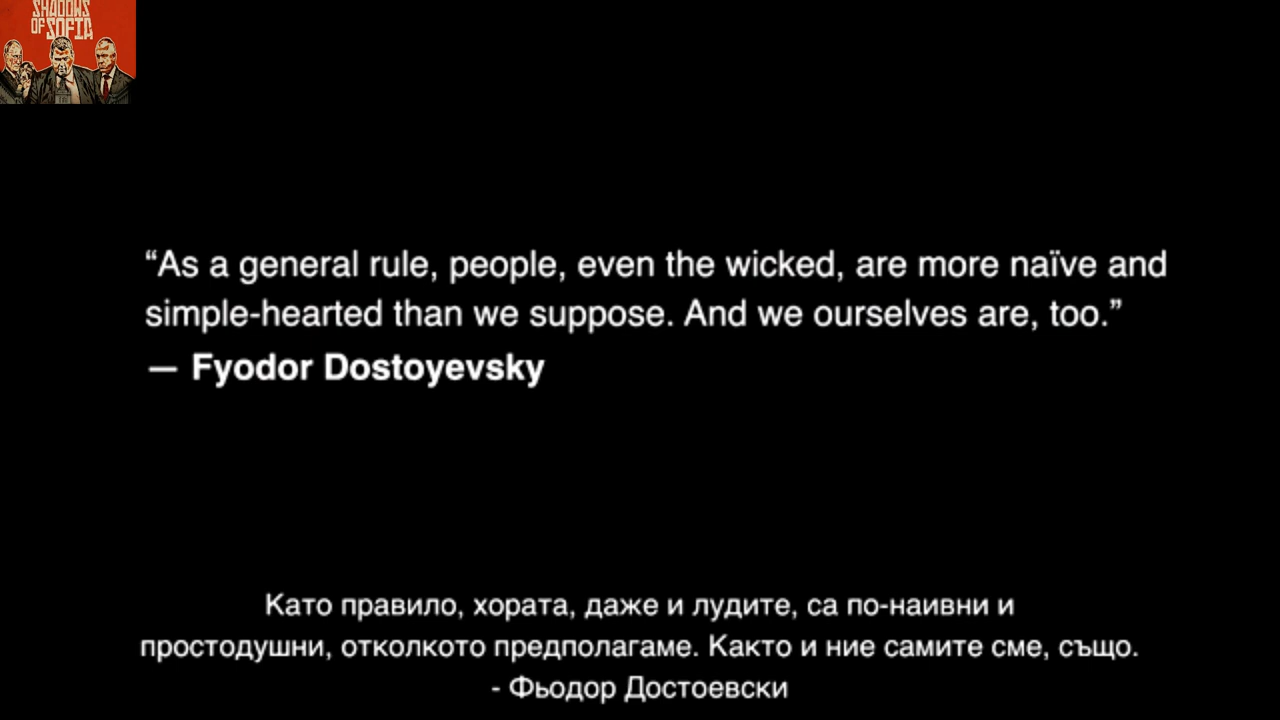 SHADOWS
OF SOFIA
“As a general rule, people, even the wicked, are more naïve and
simple-hearted than we suppose. And we ourselves are, too.”
— Fyodor Dostoyevsky
Като правило, хората, даже и лудите, са по-наивни и
простодушни, отколкото предполагаме. Както и ние самите сме, също.
- Фьодор Достоевски